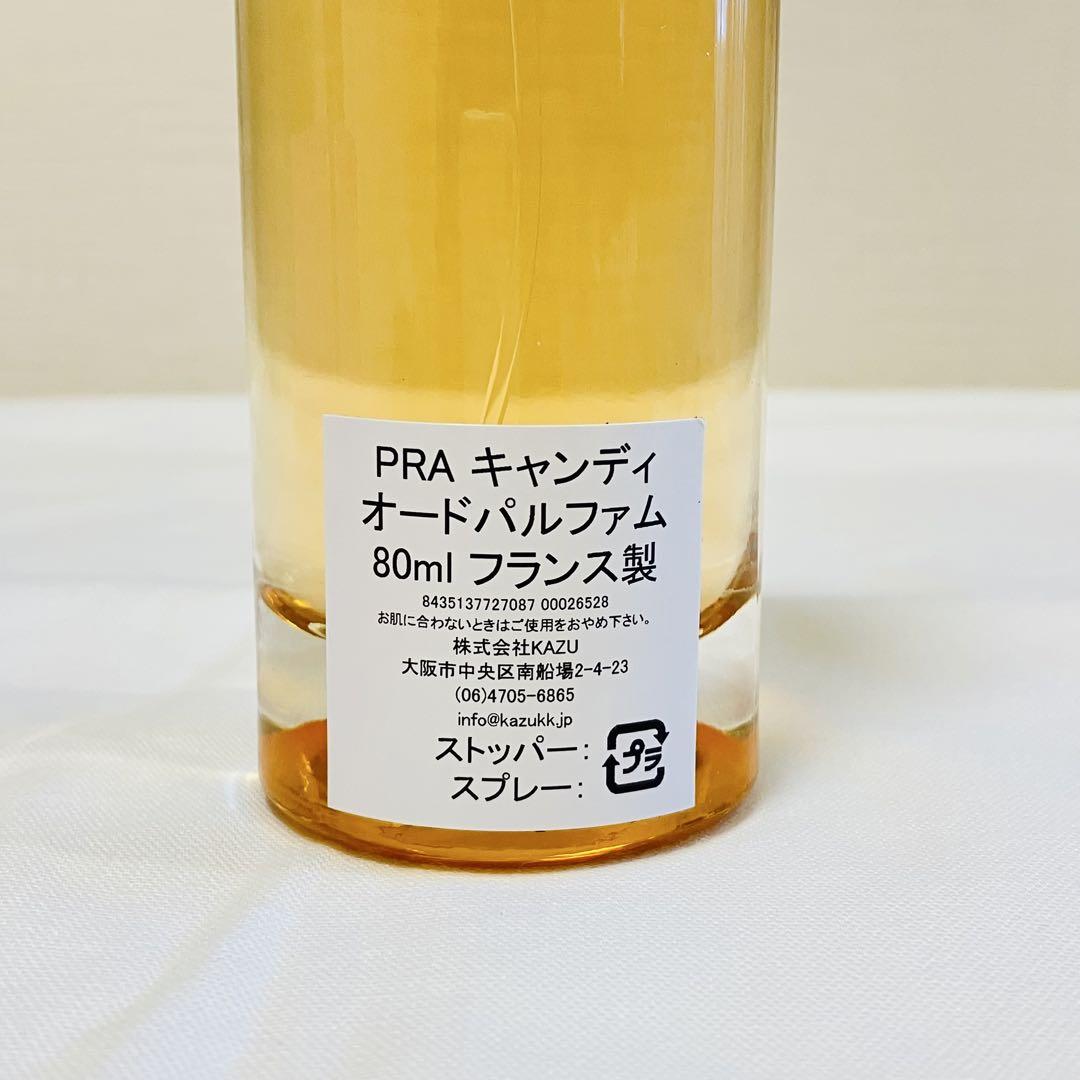 PRA キャンディ
オードパルファム
80ml フランス製
8435137727087 00026528
お肌に合わないときはご使用をおやめ下さい。
株式会社KAZU
大阪市中央区南船場2-4-23
(06)4705-6865
info@kazukk.jp
ストッパー:
スプレー:
プラ